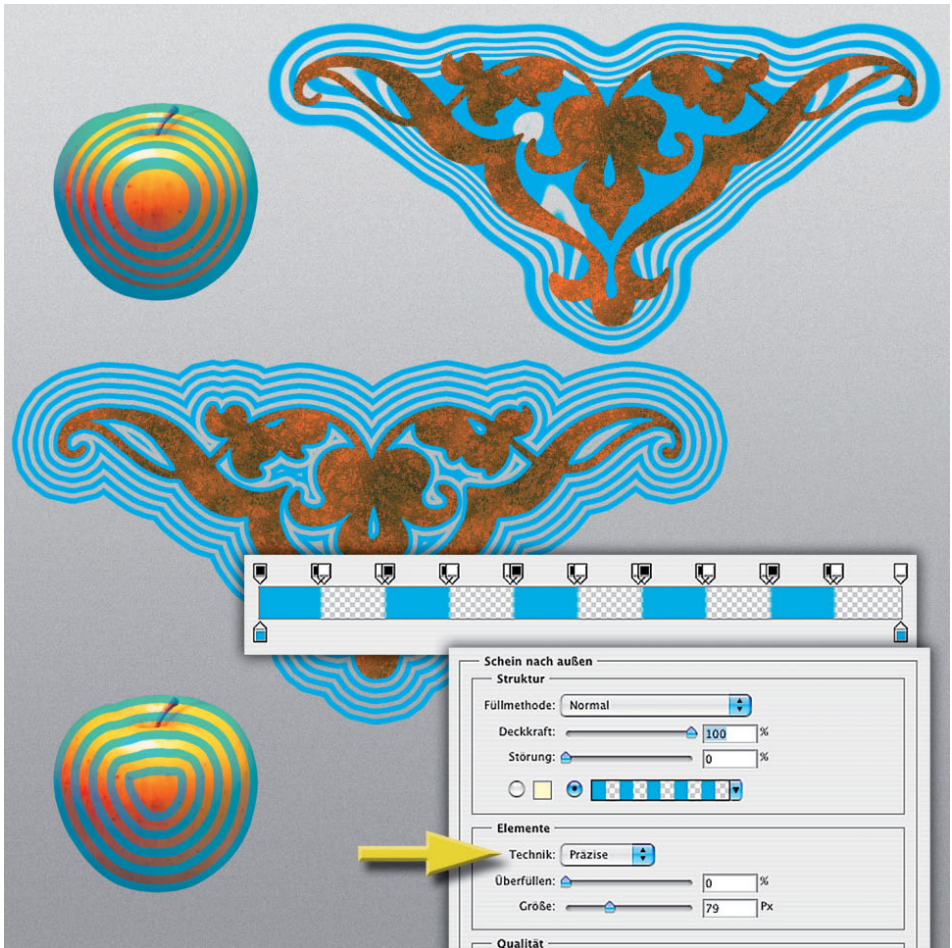 Schein nach außen
Struktur
Füllmethode: Normal
Deckkraft: 100 %
Störung: 0 %
Elemente
Technik: Präzise
Überfüllen: 0 %
Größe: 79 Px
Qualität